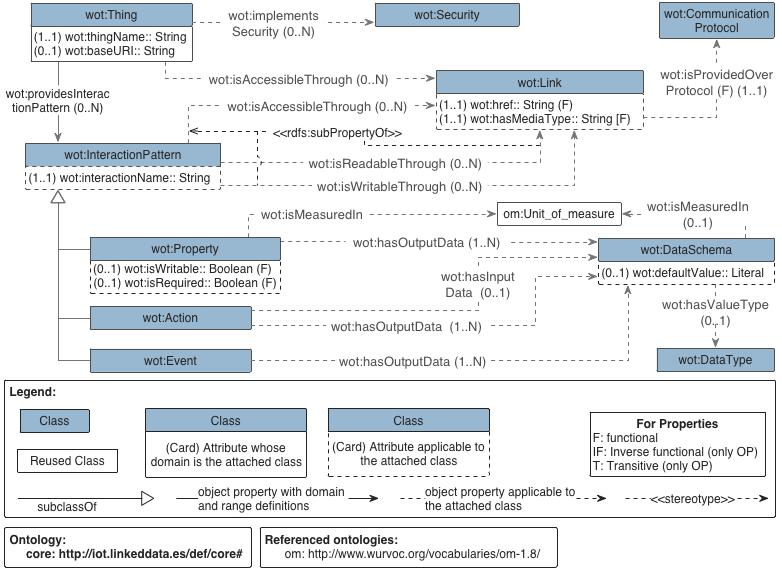 wot:Thing
(1..1) wot:thingName:: String
(0..1) wot:baseURI:: String
wot:implements
Security (0..N)
wot:Security
wot:Communication
Protocol
wot:isAccessibleThrough (0..N)
wot:Link
(1..1) wot:href:: String (F)
(1..1) wot:hasMediaType:: String [F)
wot:isProvidedOver
Protocol (F) (1..1)
wot:providesInterac
tionPattern (0..N)
wot:isAccessibleThrough (0..N)
<<rdfs:subPropertyOf>>
wot:InteractionPattern
(1..1) wot:interactionName:: String
wot:isReadableThrough (0..N)
wot:isWritableThrough (0..N)
wot:isMeasuredIn
om:Unit_of_measure
wot:isMeasuredIn
(0..1)
wot:Property
(0..1) wot:isWritable:: Boolean (F)
(0..1) wot:isRequired:: Boolean (F)
wot:hasOutputData (1..N)
wot:DataSchema
(0..1) wot:defaultValue:: Literal
wot:hasInput
Data (0..1)
wot:hasValueType
(0..1)
wot:Action
wot:hasOutputData (1..N)
wot:Event
wot:hasOutputData (1..N)
wot:DataType
Legend:
Class
Reused Class
Class
(Card) Attribute whose
domain is the attached class
Class
(Card) Attribute applicable to
the attached class
For Properties
F: functional
IF: Inverse functional (only OP)
T: Transitive (only OP)
subclassOf
object property with domain
and range definitions
object property applicable to
the attached class
<<stereotype>>
Ontology:
core: http://iot.linkeddata.es/def/core#
Referenced ontologies:
om: http://www.wurvoc.org/vocabularies/om-1.8/